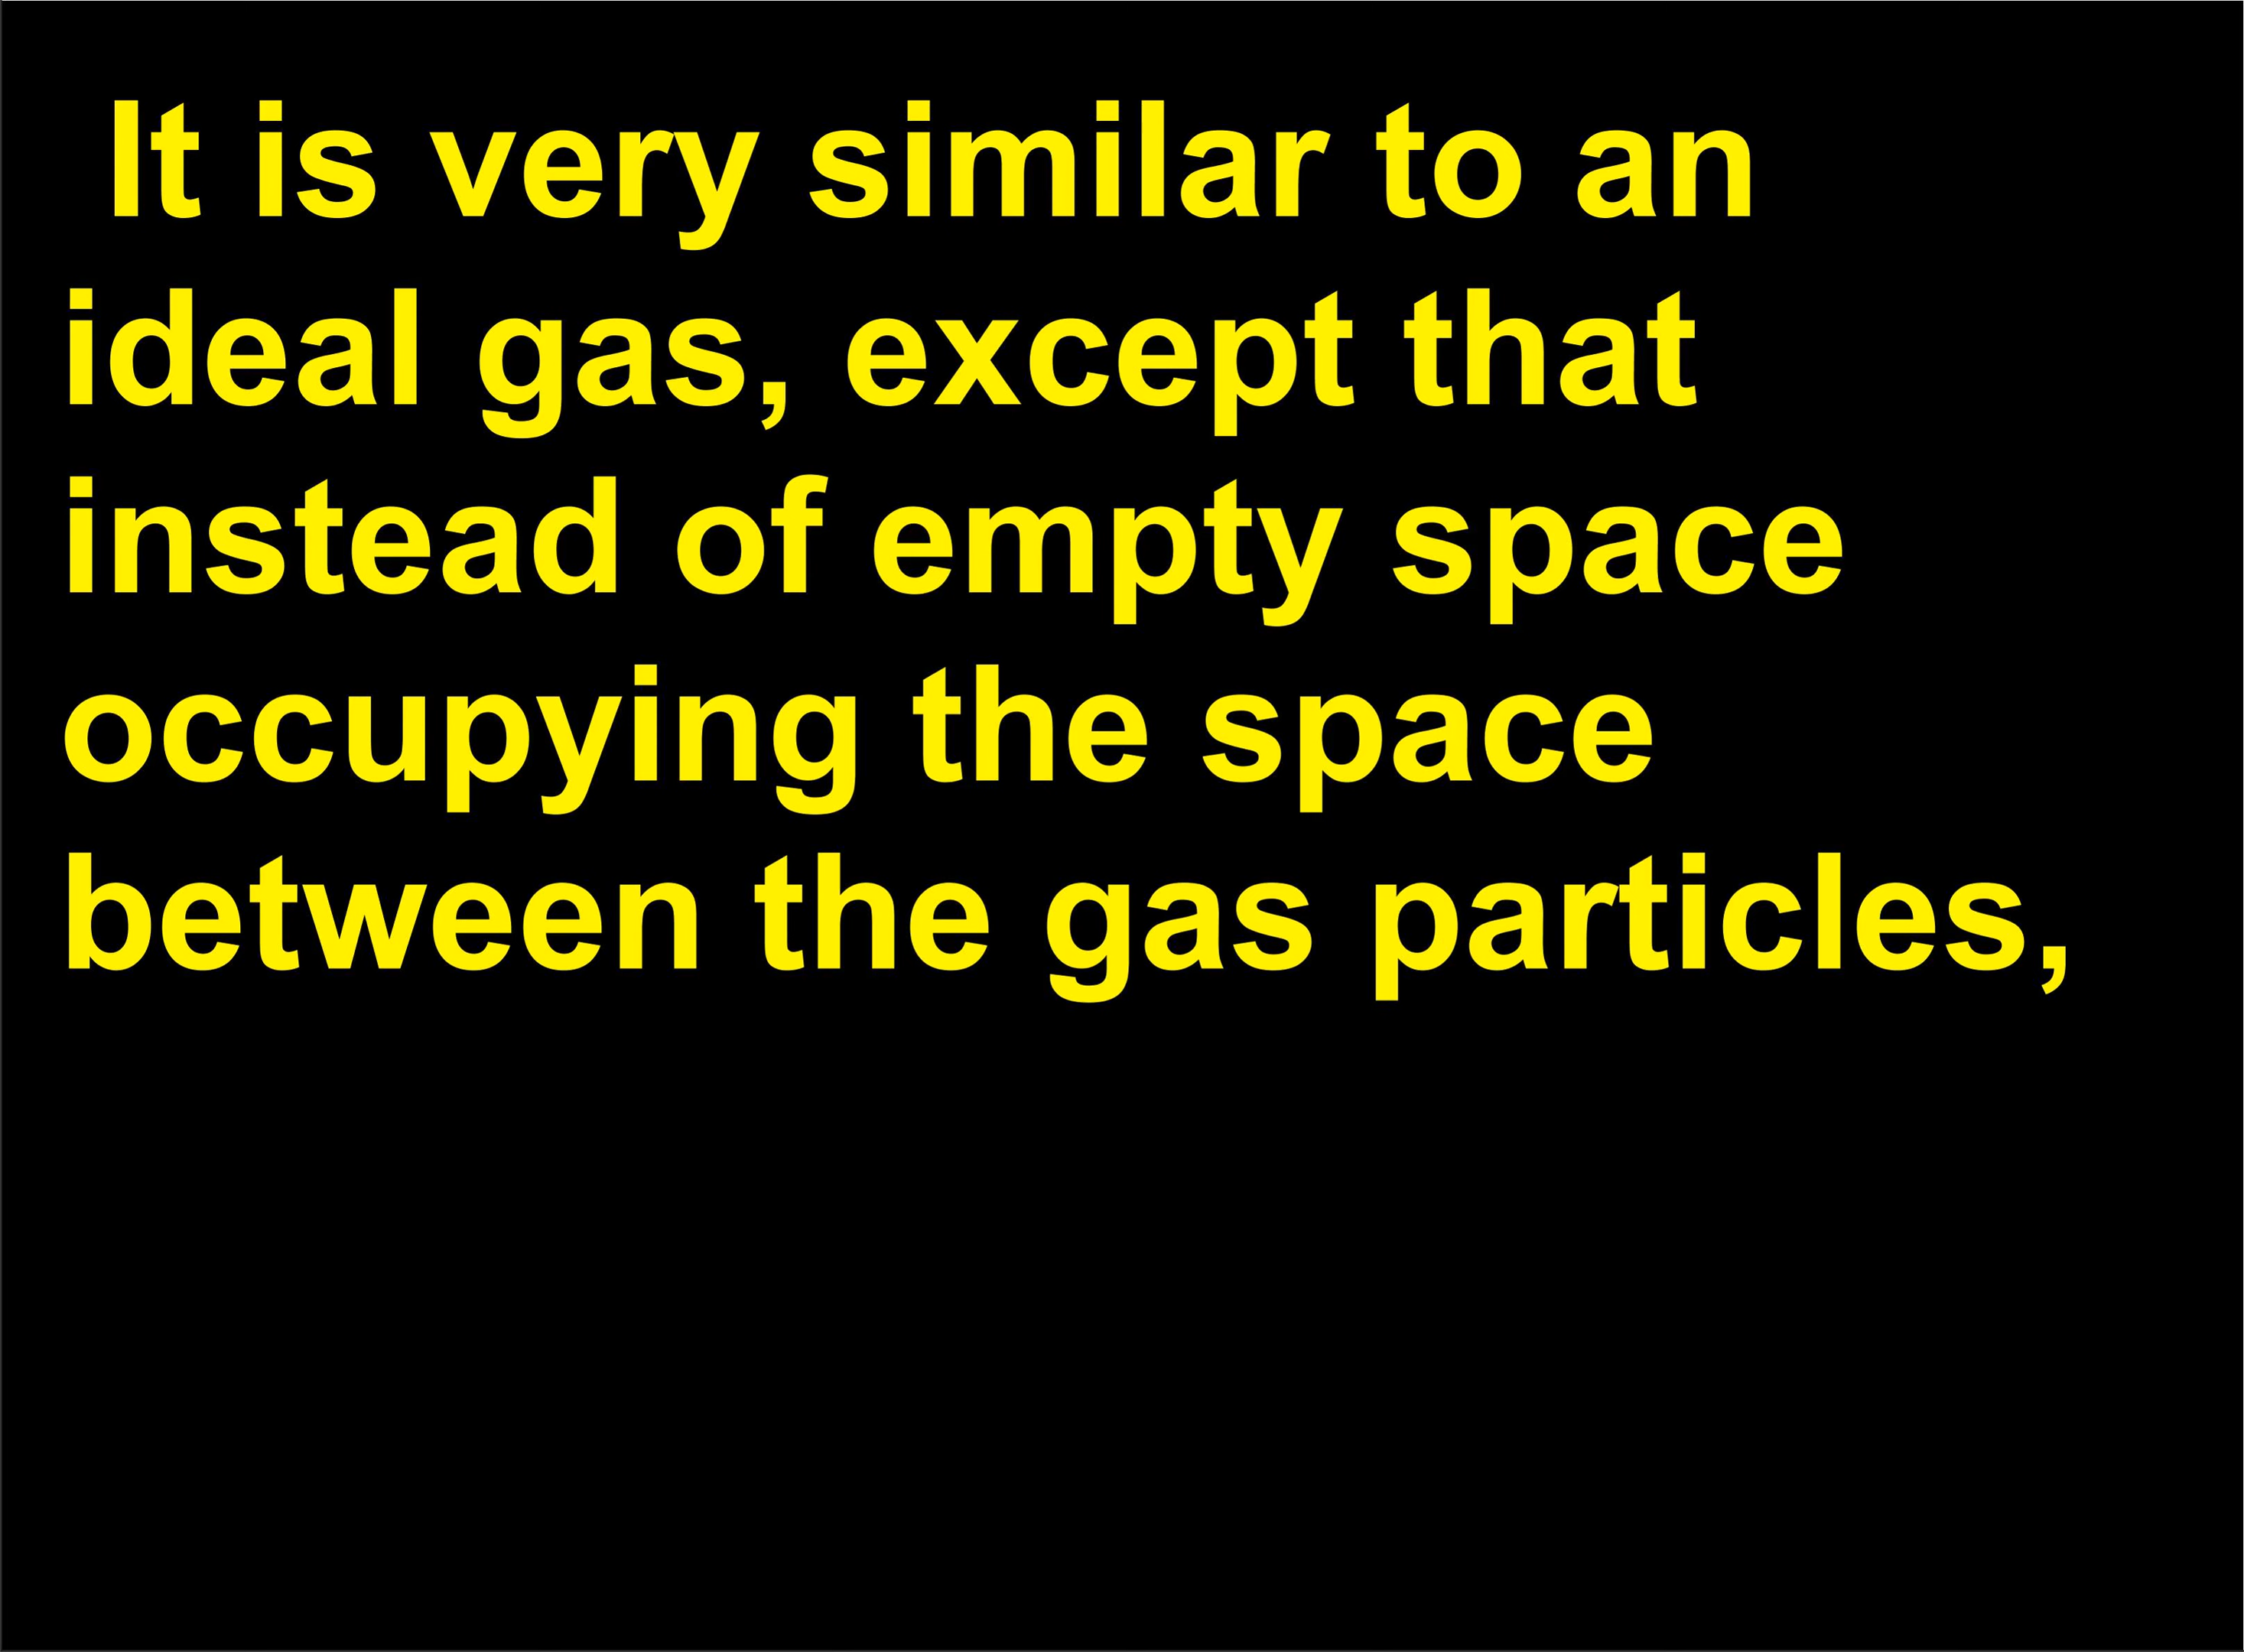 It is very similar to an
ideal gas, except that
instead of empty space
occupying the space
between the gas particles,